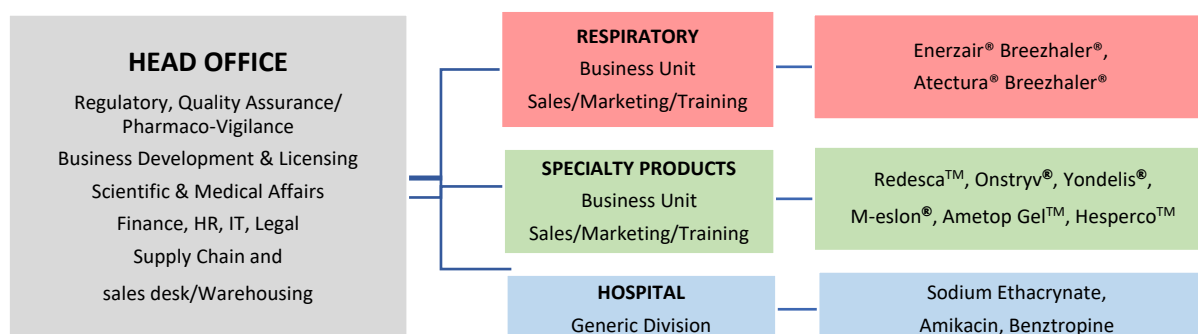 HEAD OFFICE
Regulatory, Quality Assurance/
Pharmaco-Vigilance
Business Development & Licensing
Scientific & Medical Affairs
Finance, HR, IT, Legal
Supply Chain and
sales desk/Warehousing
RESPIRATORY
Business Unit
Sales/Marketing/Training
Enerzair® Breezhaler®,
Atectura® Breezhaler®
SPECIALTY PRODUCTS
Business Unit
Sales/Marketing/Training
Redesca™, Onstryv®, Yondelis®,
M-eslon®, Ametop Gel™, Hesperco™
HOSPITAL
Generic Division
Sodium Ethacrynate,
Amikacin, Benztropine